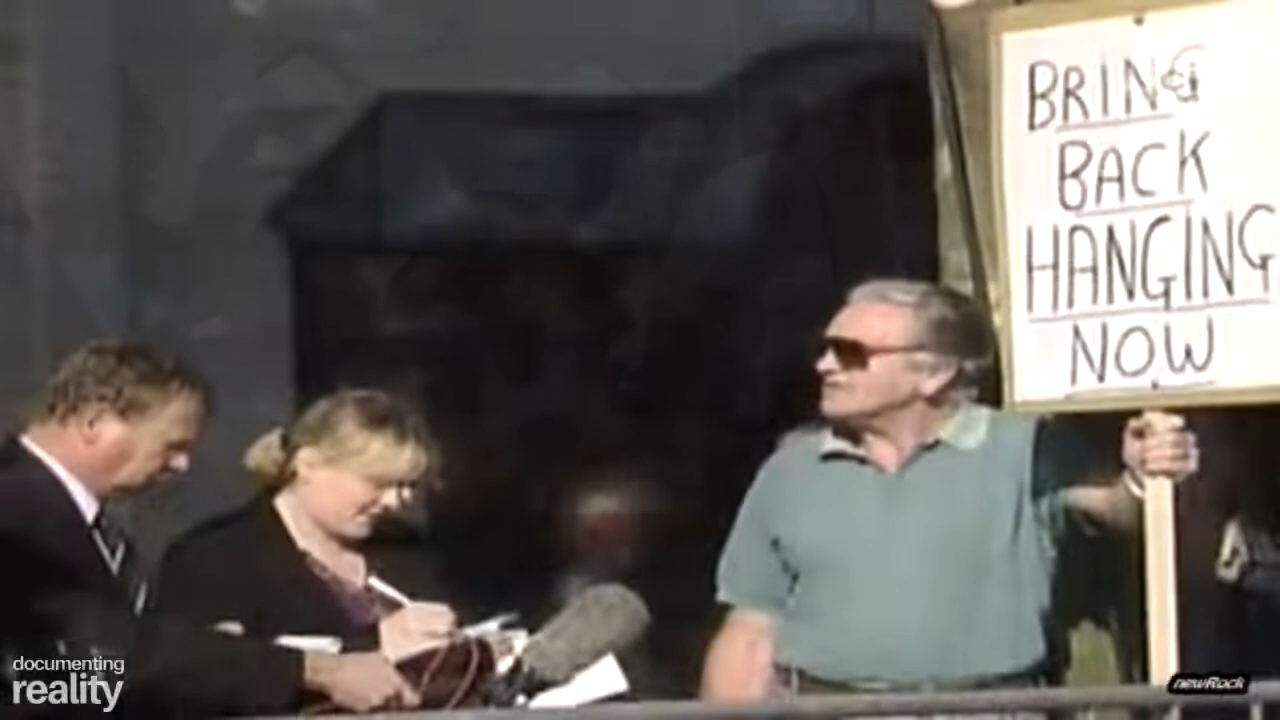 BRING
BACK
HANGING
NOW
documenting
reality
newRock